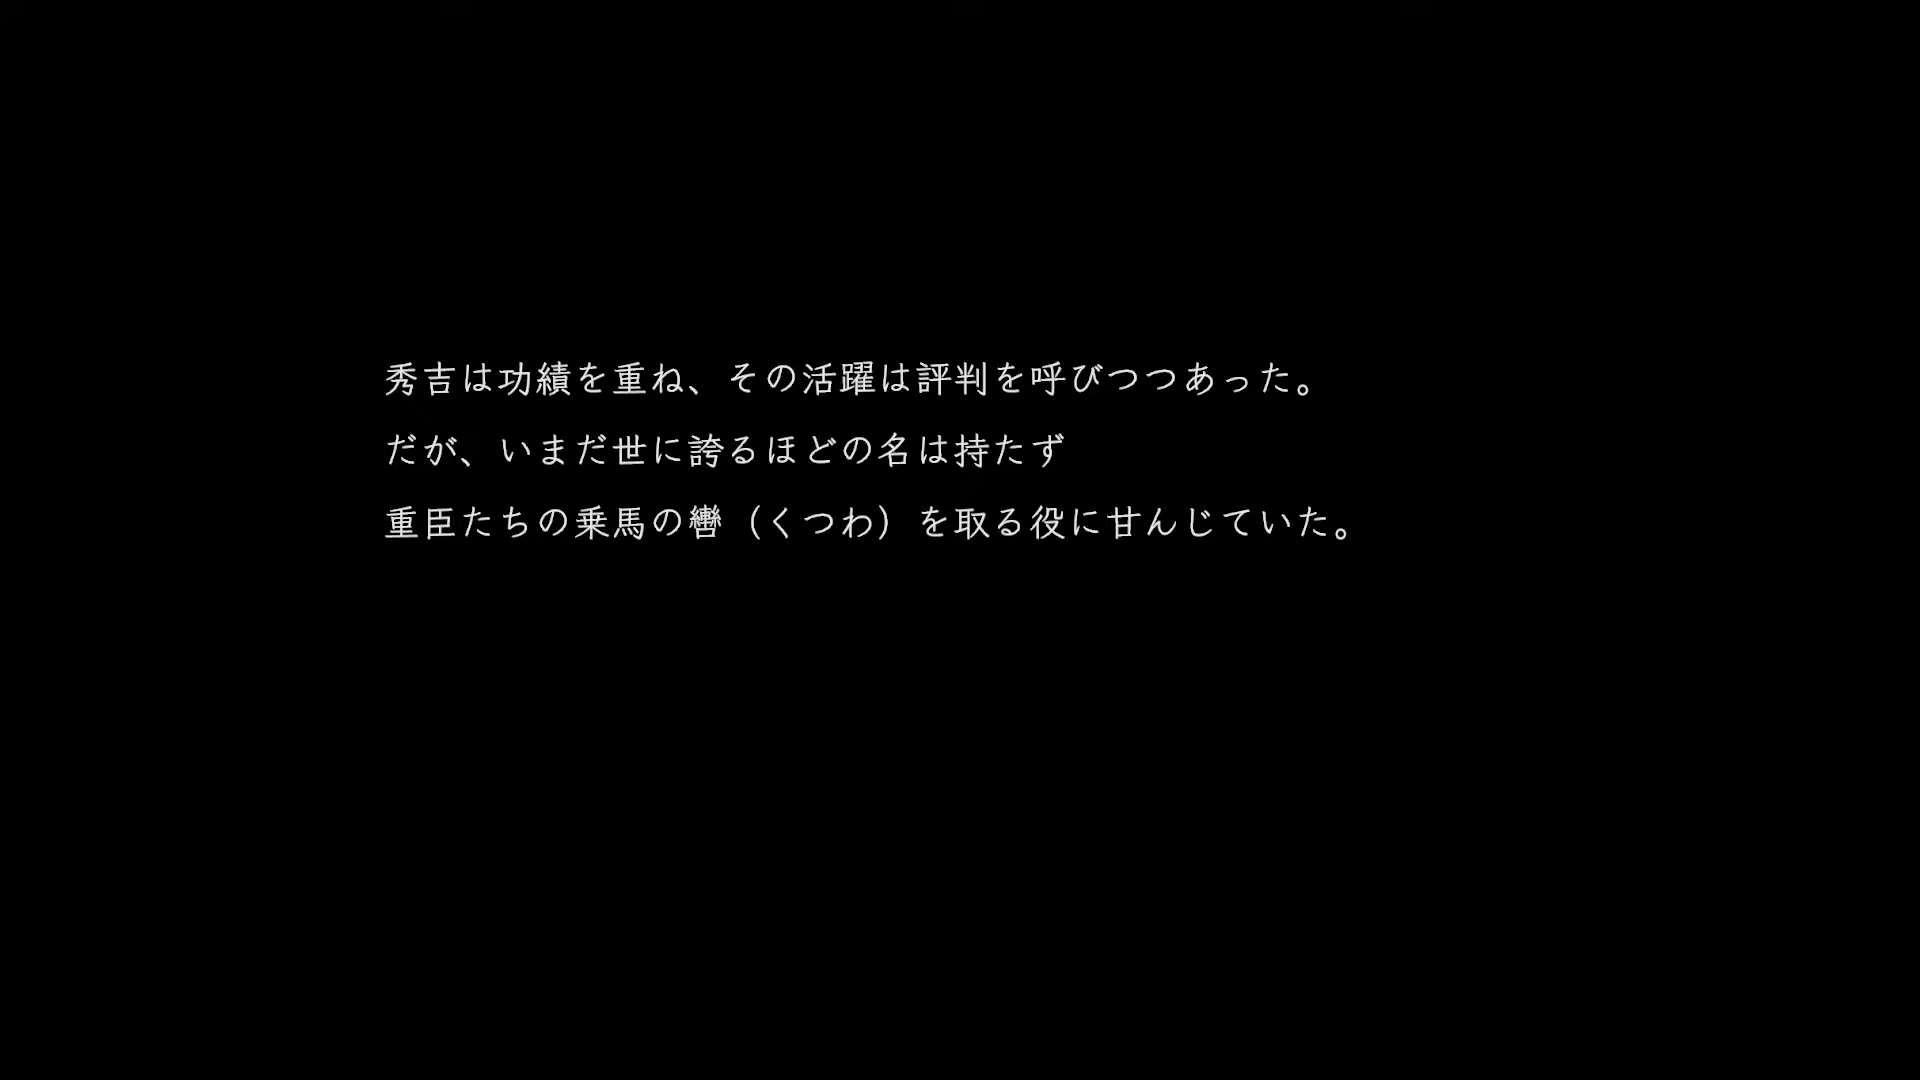 秀吉は功績を重ね、その活躍は評判を呼びつつあった。
だが、いまだ世に誇るほどの名は持たず
重臣たちの乗馬の轡（くつわ）を取る役に甘んじていた。